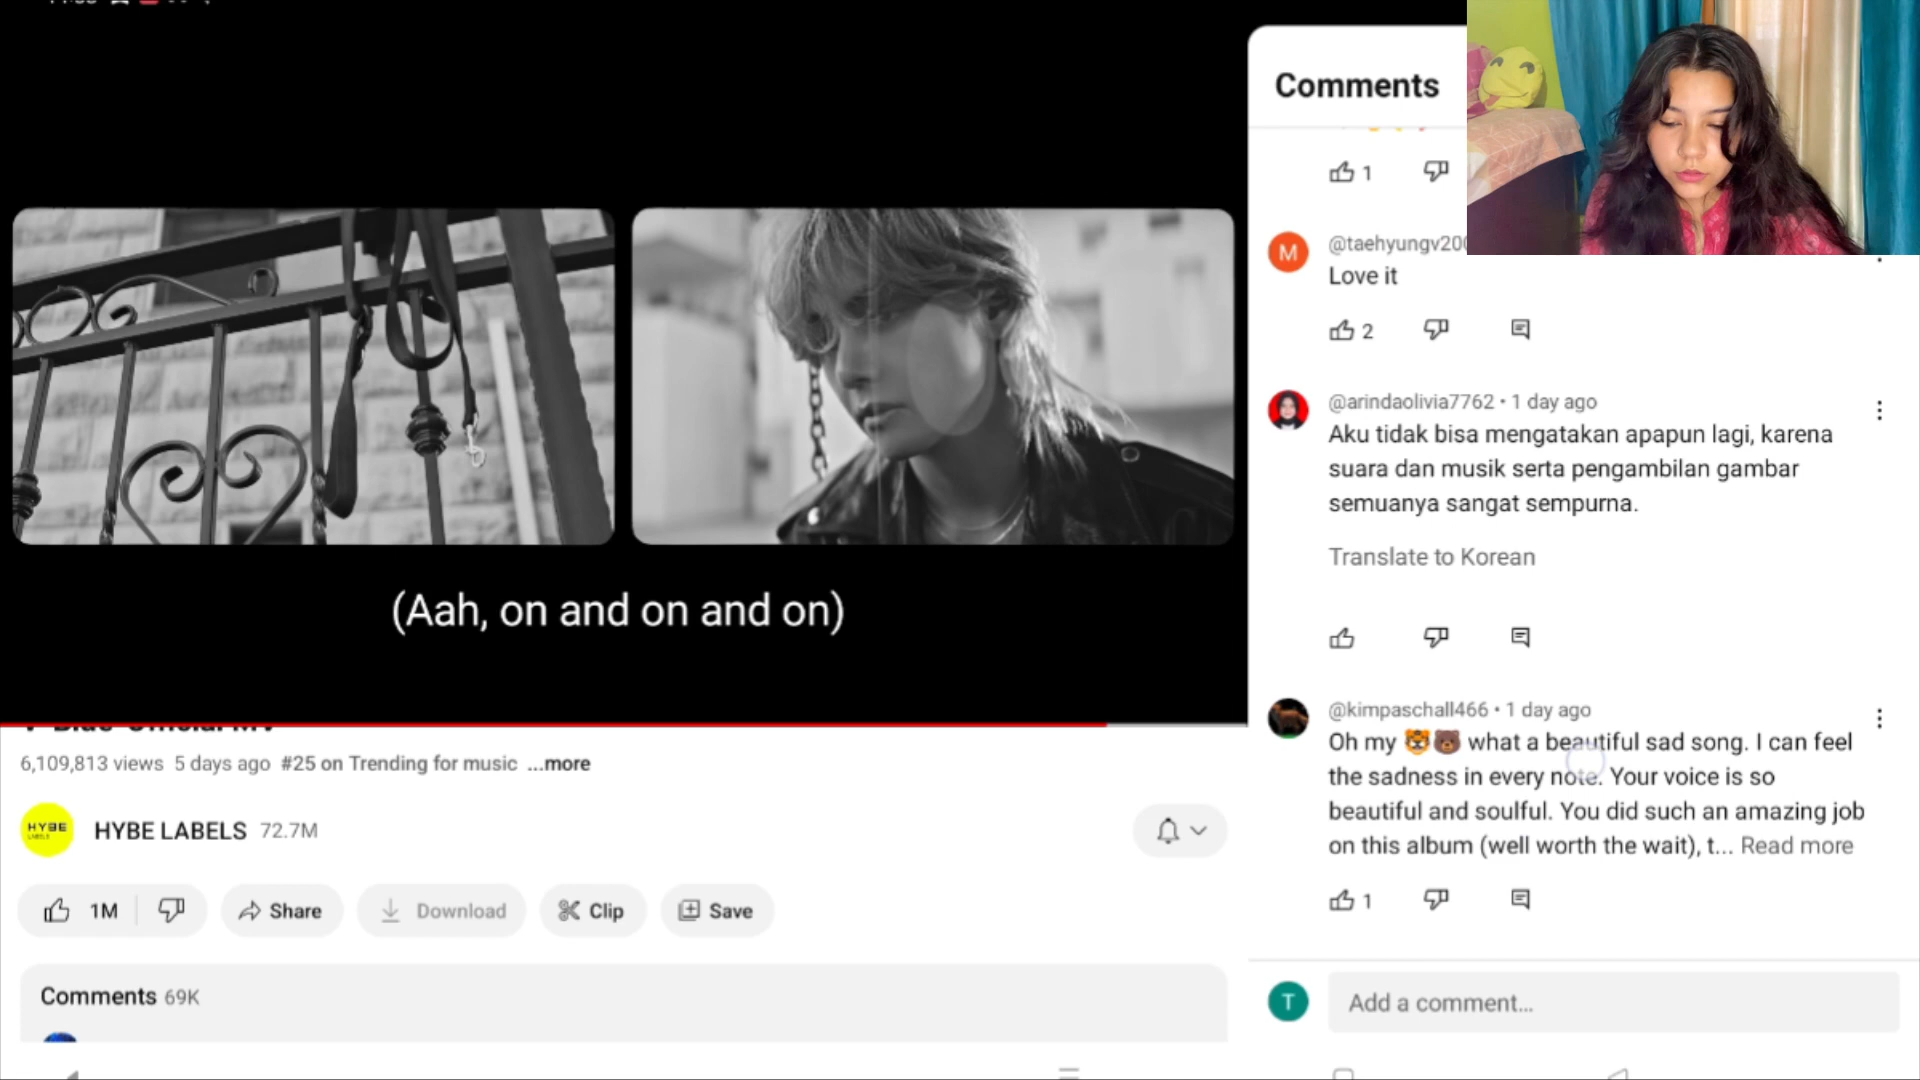 (Aah, on and on and on)
6,109,813 views 5 days ago #25 on Trending for music ...more
HYBE
LABELS
HYBE LABELS 72.7M
1M
Share
Download
Clip
Save
Comments 69K
Comments
1
M
@taehyungv200
Love it
2
@arindaolivia7762 • 1 day ago
Aku tidak bisa mengatakan apapun lagi, karena
suara dan musik serta pengambilan gambar
semuanya sangat sempurna.
Translate to Korean
@kimpaschall466 • 1 day ago
Oh my 🐯🐻 what a beautiful sad song. I can feel
the sadness in every note. Your voice is so
beautiful and soulful. You did such an amazing job
on this album (well worth the wait), t... Read more
1
T
Add a comment...